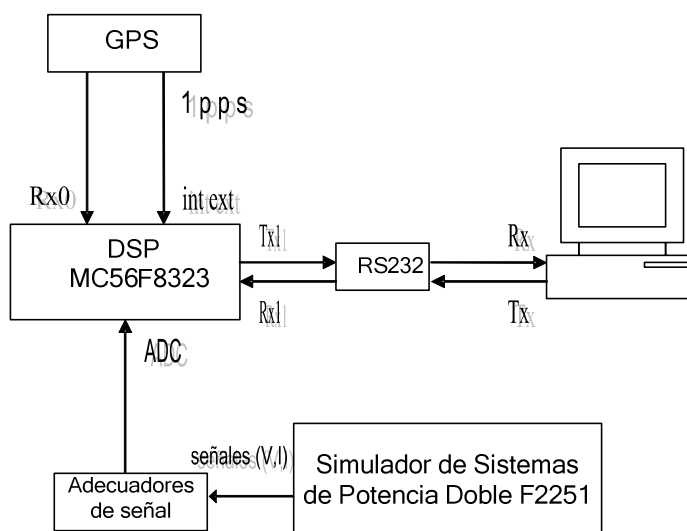 GPS
1 p p s
Rx0
int ext
DSP
MC56F8323
Tx1
Rx1
RS232
Rx
Tx
ADC
señales (V,I)
Adecuadores
de señal
Simulador de Sistemas
de Potencia Doble F2251